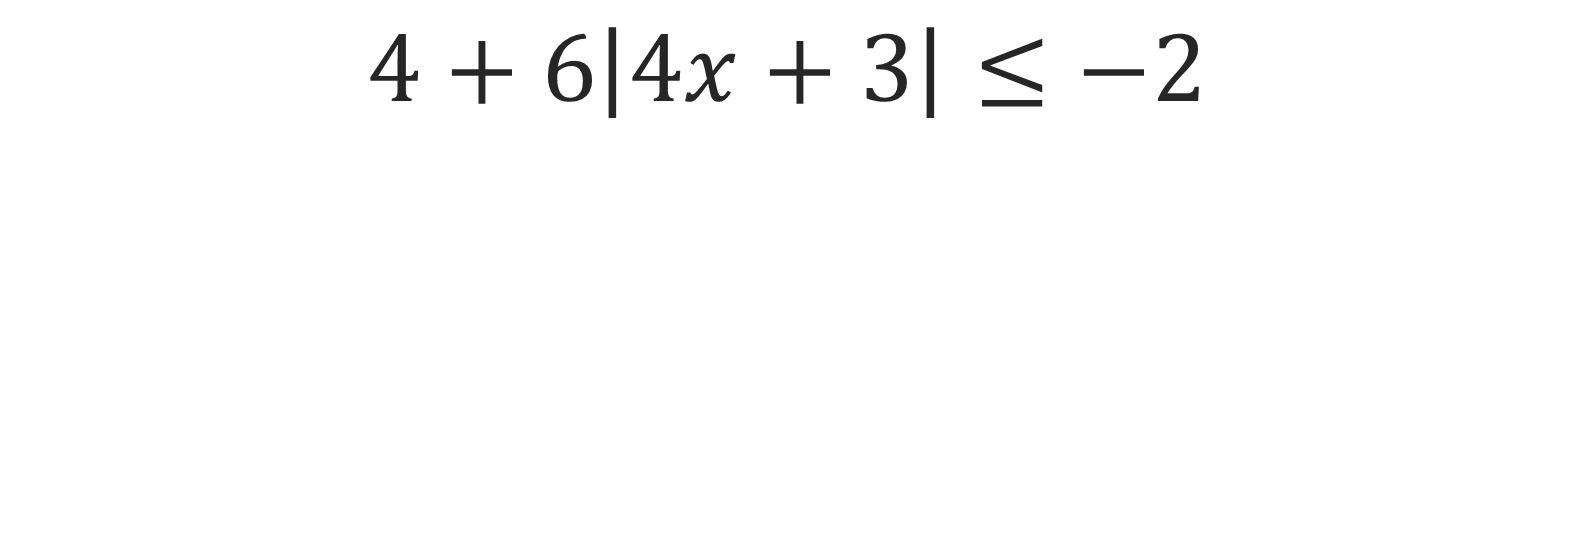 4 + 6|4x + 3| ≤ −2